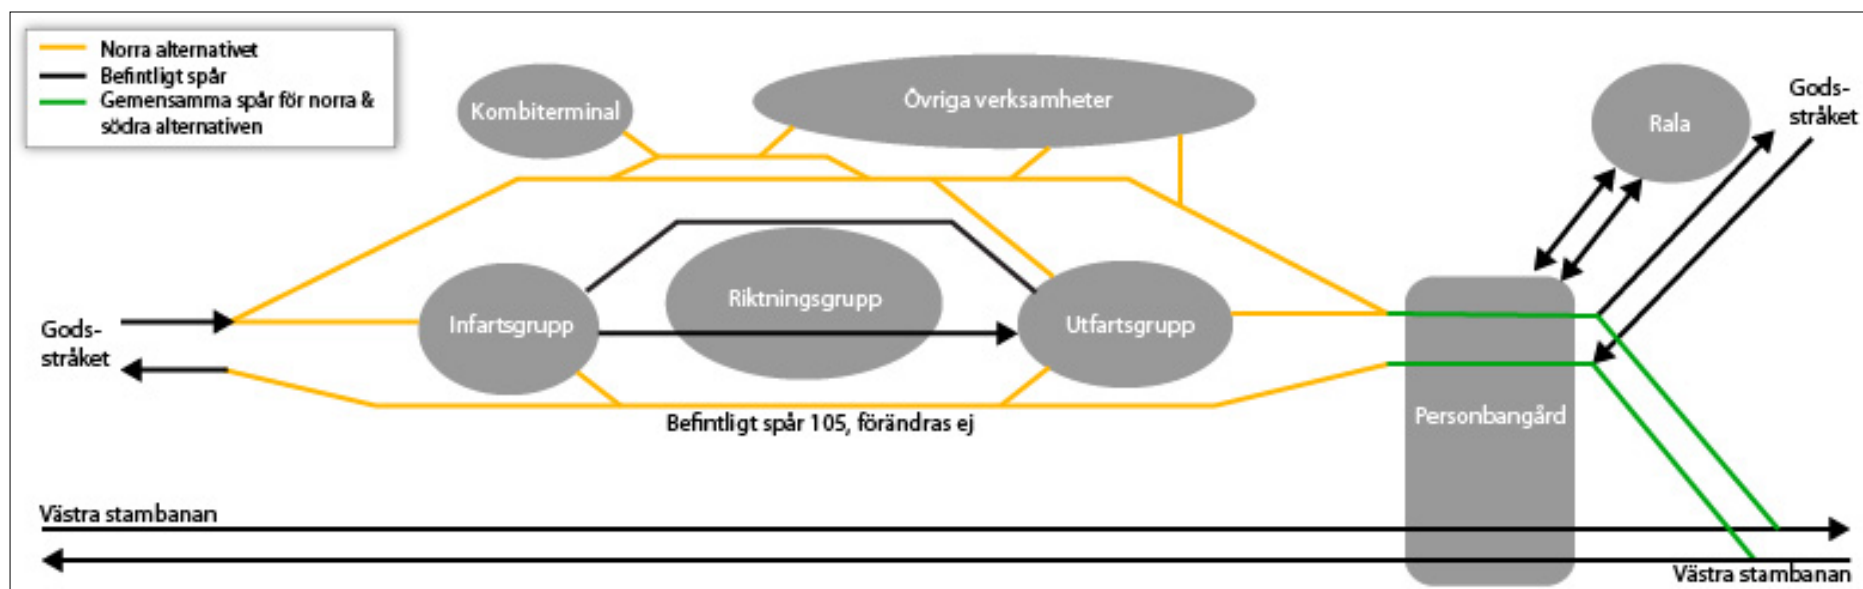 Norra alternativet
Befintligt spår
Gemensamma spår för norra &
södra alternativen
Kombiterminal
Övriga verksamheter
Rala
Gods-
stråket
Riktningsgrupp
Infartsgrupp
Utfartsgrupp
Gods-
stråket
Personbangård
Befintligt spår 105, förändras ej
Västra stambanan
Västra stambanan